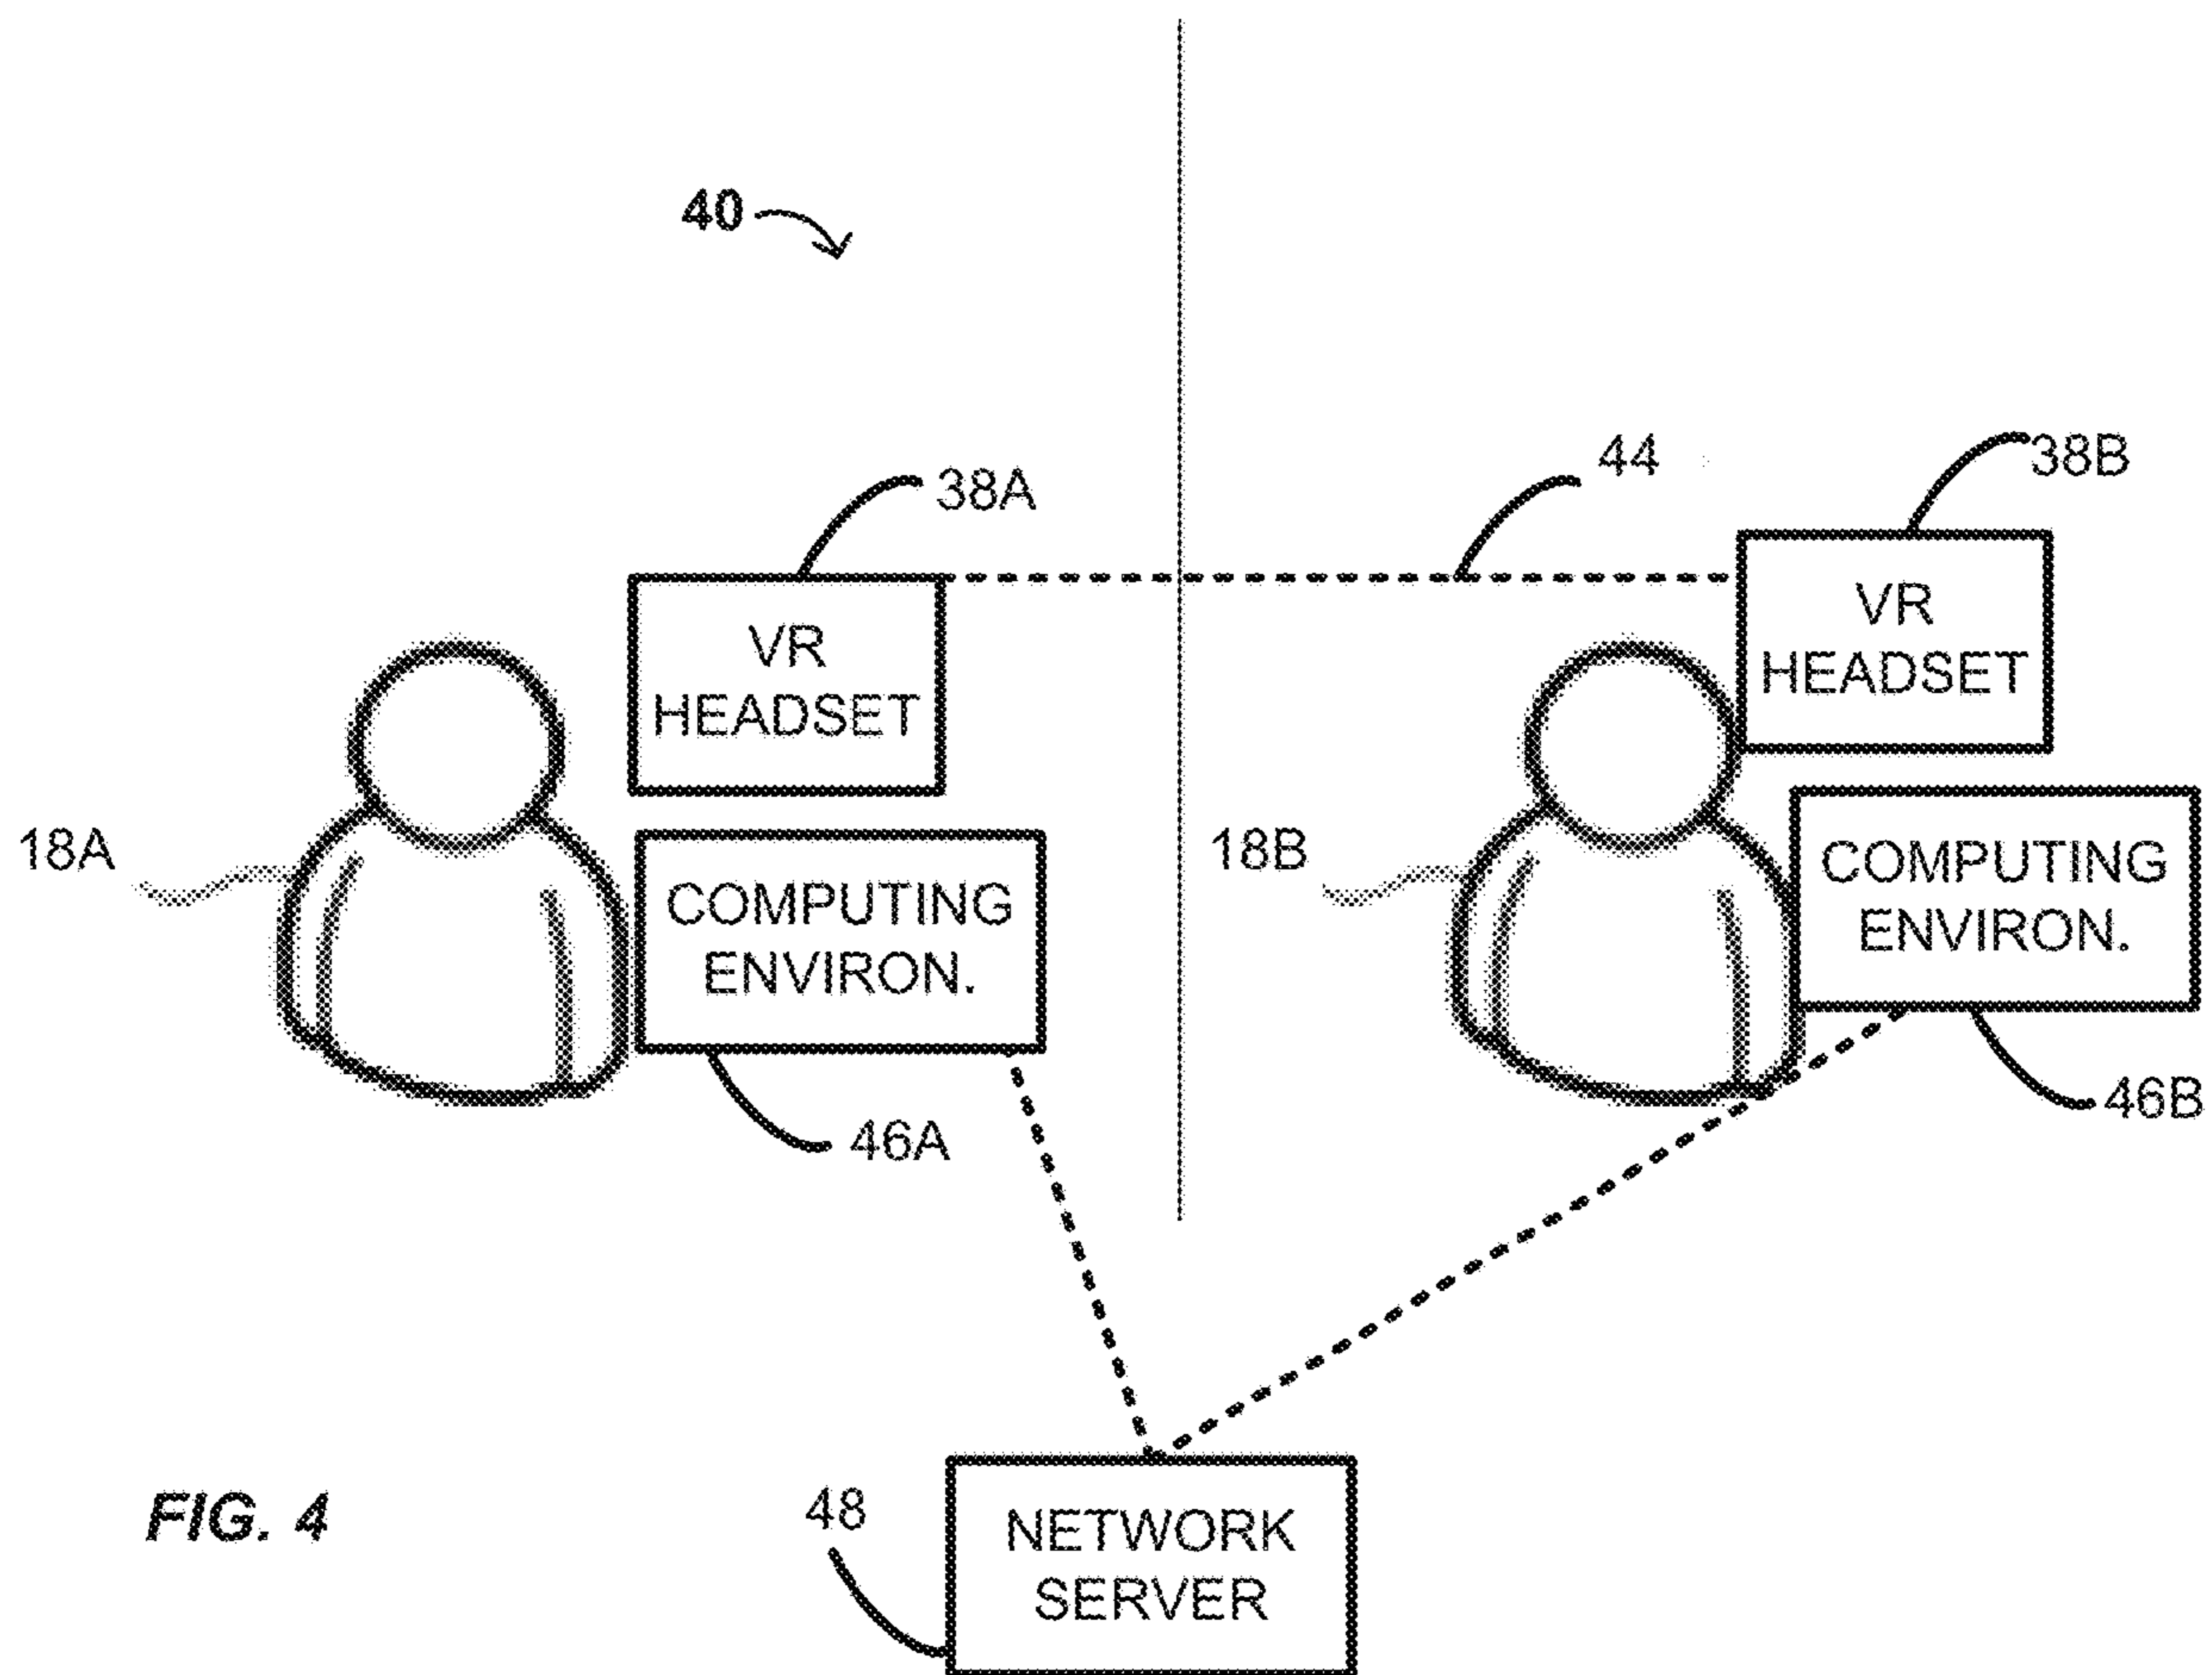 40
44
38B
38A
VR
HEADSET
VR
HEADSET
18A
COMPUTING
ENVIRON.
18B
COMPUTING
ENVIRON.
46A
46B
FIG. 4
48
NETWORK
SERVER